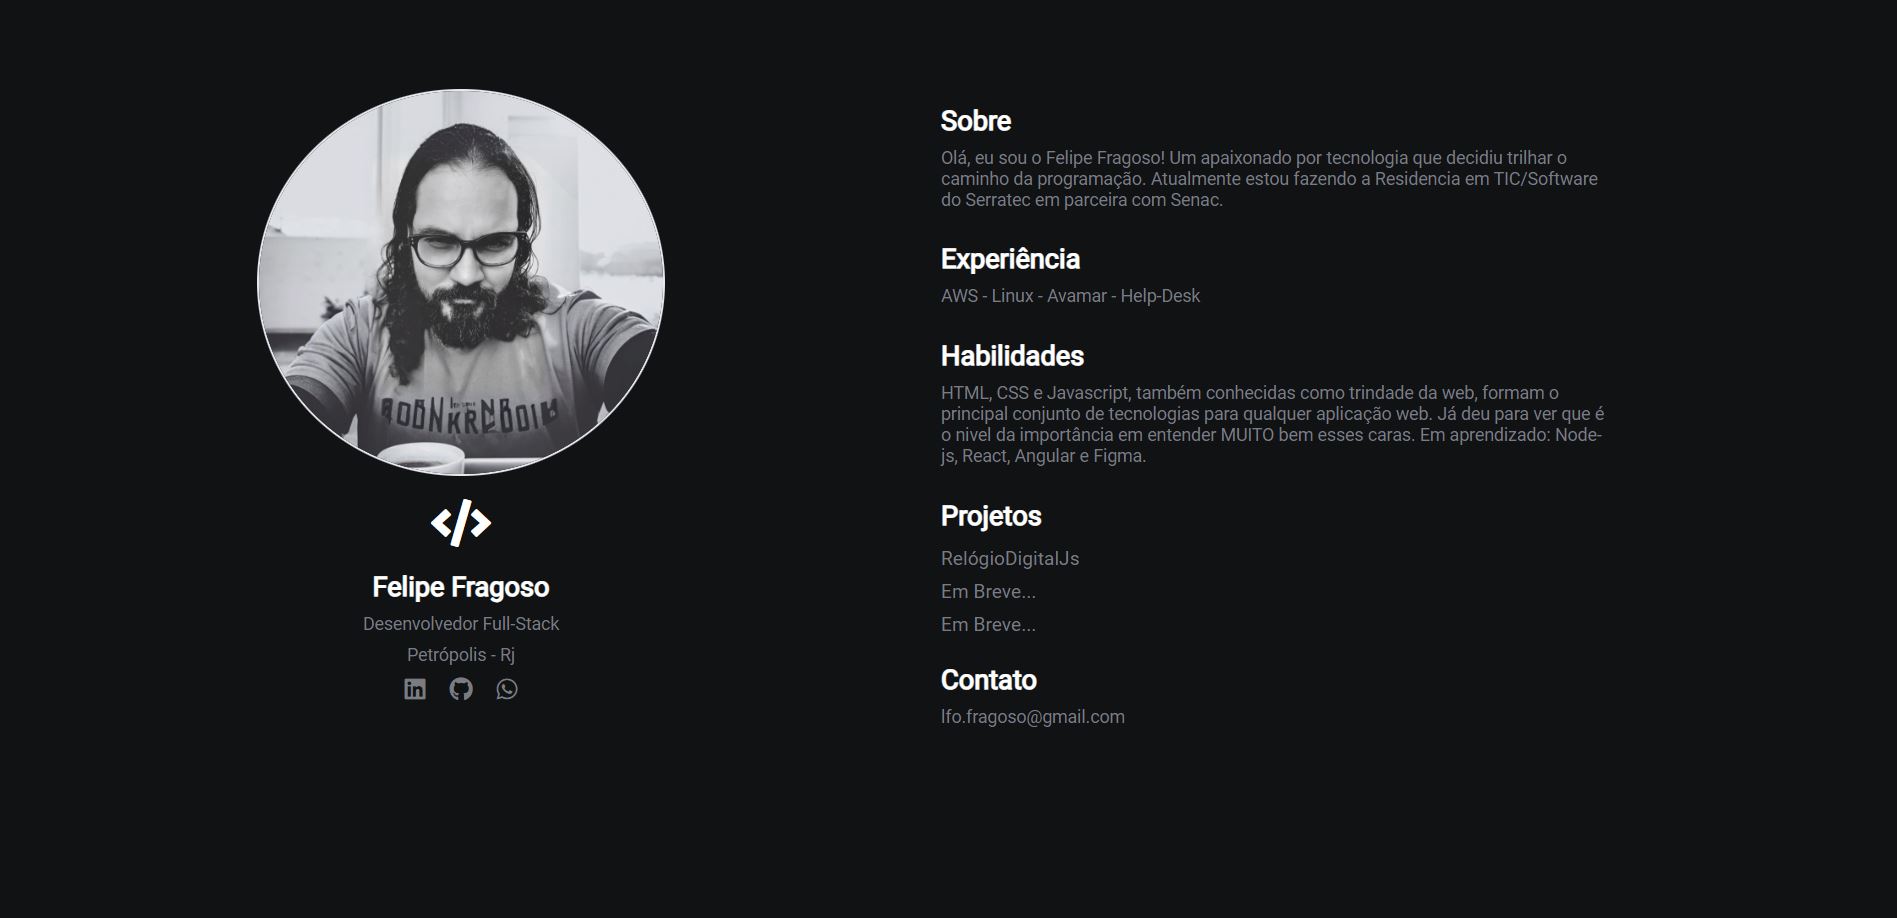 Felipe Fragoso
Desenvolvedor Full-Stack
Petrópolis - Rj
Sobre
Olá, eu sou o Felipe Fragoso! Um apaixonado por tecnologia que decidiu trilhar o
caminho da programação. Atualmente estou fazendo a Residencia em TIC/Software
do Serratec em parceira com Senac.
Experiência
AWS - Linux - Avamar - Help-Desk
Habilidades
HTML, CSS e Javascript, também conhecidas como trindade da web, formam o
principal conjunto de tecnologias para qualquer aplicação web. Já deu para ver que é
o nivel da importância em entender MUITO bem esses caras. Em aprendizado: Node-
js, React, Angular e Figma.
Projetos
RelógioDigitalJs
Em Breve...
Em Breve...
Contato
lfo.fragoso@gmail.com